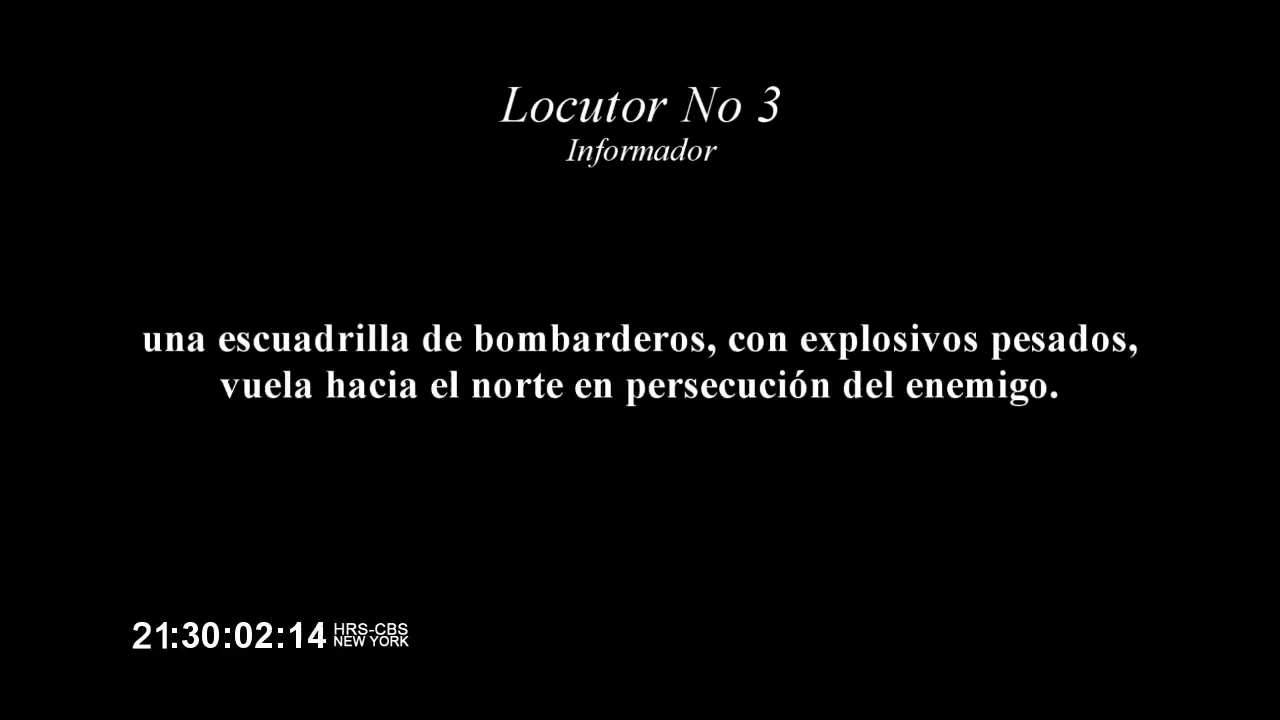 Locutor No 3
Informador
una escuadrilla de bombarderos, con explosivos pesados,
vuela hacia el norte en persecución del enemigo.
21:30:02:14 HRS-CBS
NEW YORK